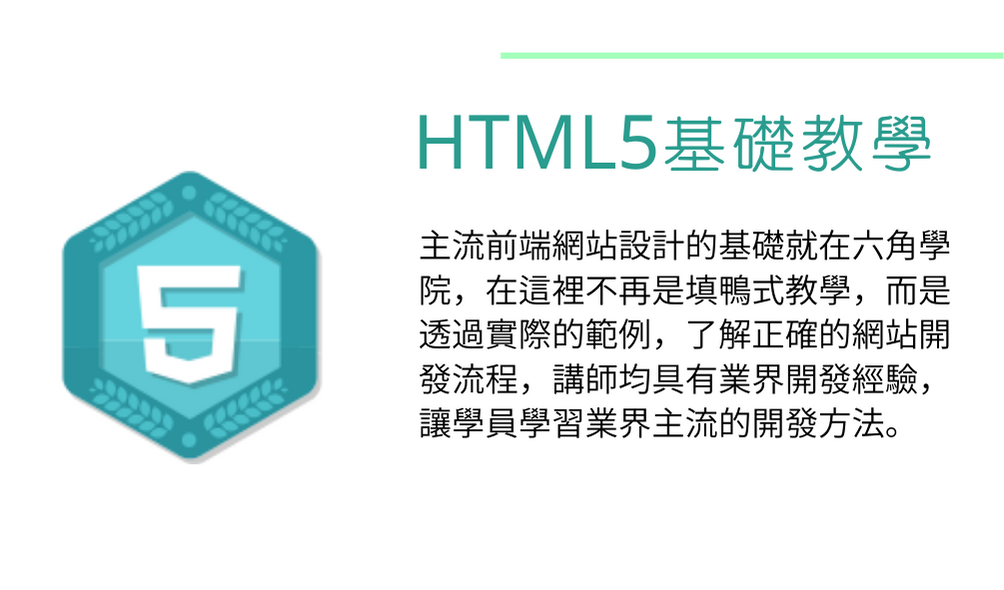 HTML5基礎教學
5
主流前端網站設計的基礎就在六角學
院，在這裡不再是填鴨式教學，而是
透過實際的範例，了解正確的網站開
發流程，講師均具有業界開發經驗，
讓學員學習業界主流的開發方法。